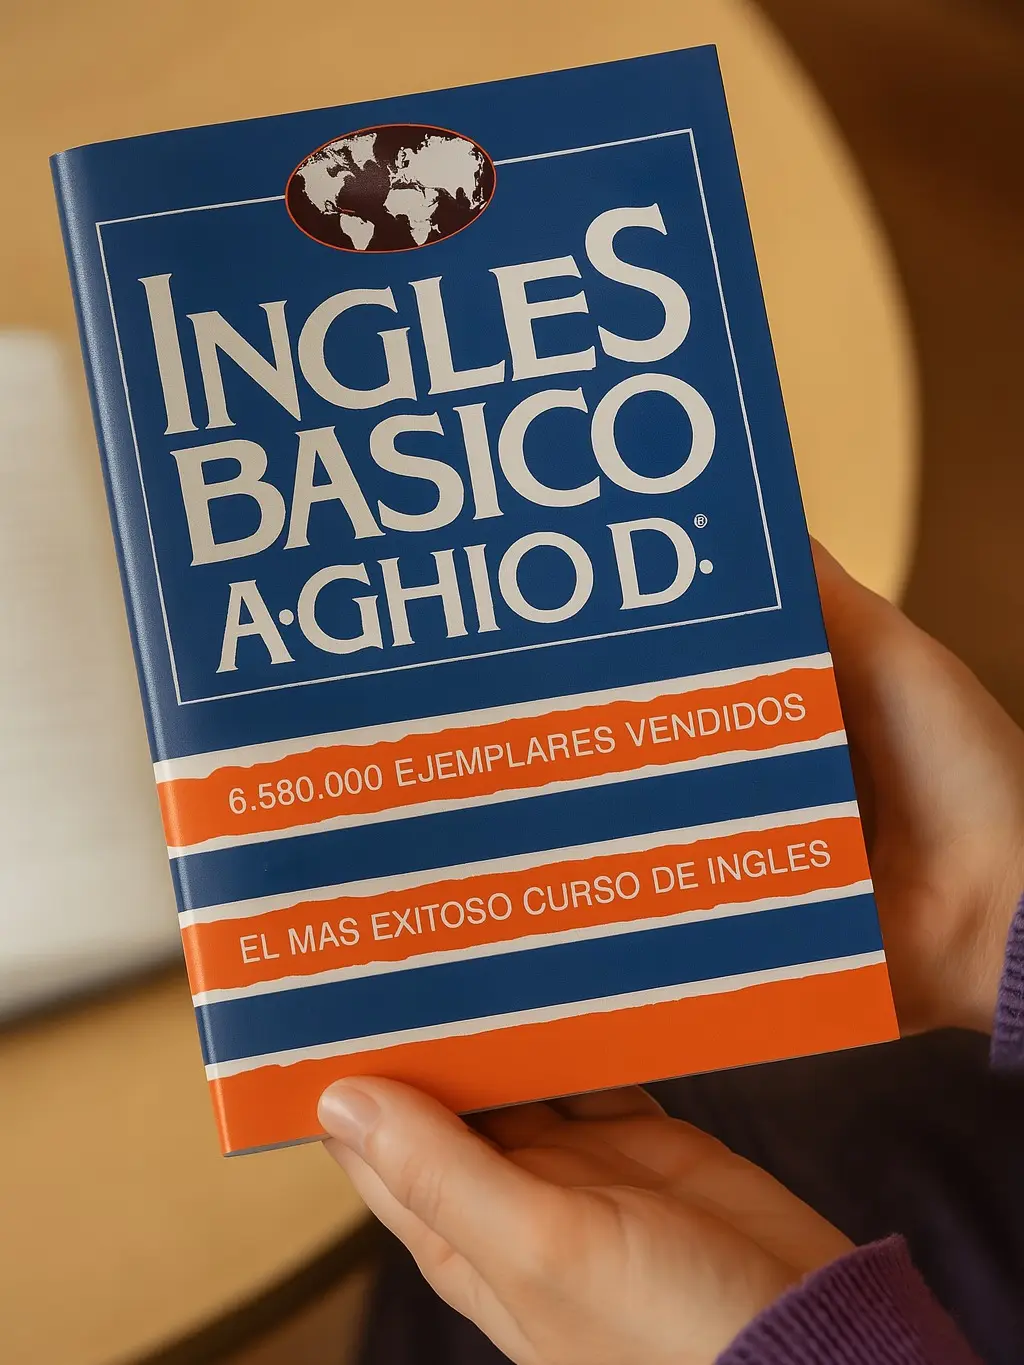 INGLES
BASICO
A·GHIO D.®
6.580.000 EJEMPLARES VENDIDOS
EL MAS EXITOSO CURSO DE INGLES